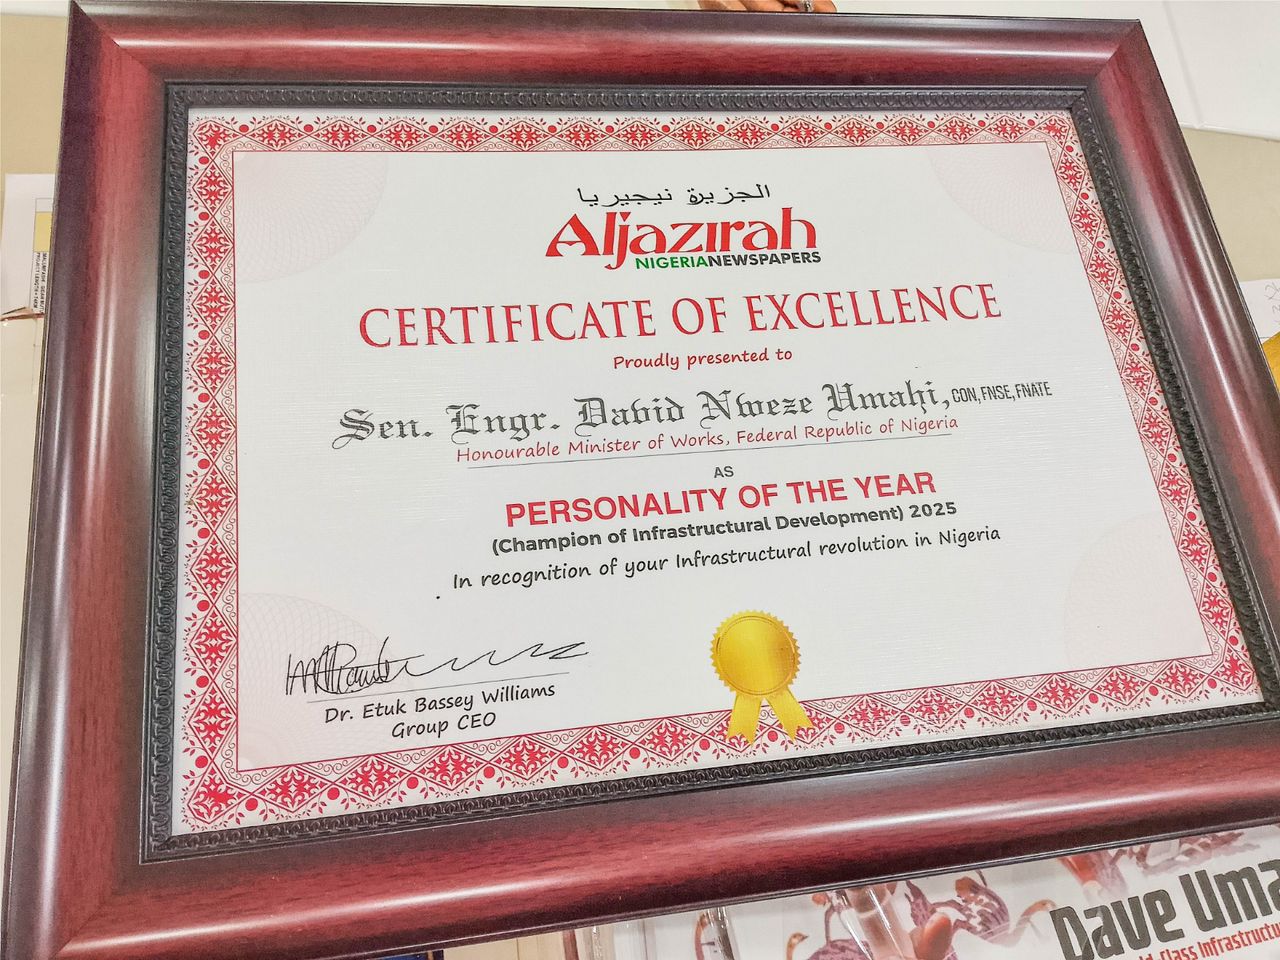 الجزيرة نيجيريا
Aljazirah
NIGERIANEWSPAPERS
CERTIFICATE OF EXCELLENCE
Proudly presented to
Sen. Engr. David Nweze Umahi, CON, FNSE, FNATE
Honourable Minister of Works, Federal Republic of Nigeria
AS
PERSONALITY OF THE YEAR
(Champion of Infrastructural Development) 2025
In recognition of your Infrastructural revolution in Nigeria
Dr. Etuk Bassey Williams
Group CEO
Dave Uma
Class Infrastructu